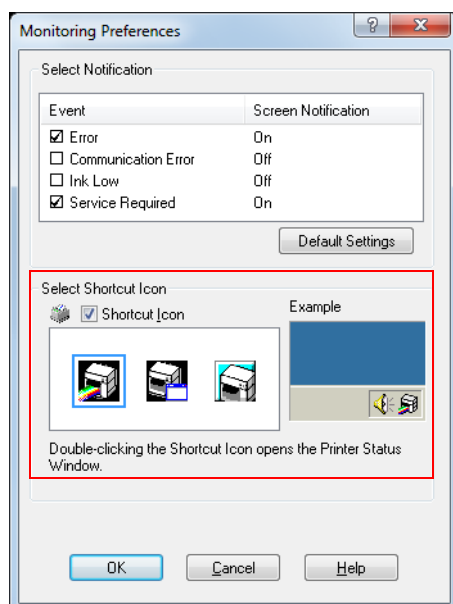 Monitoring Preferences
Select Notification
Event Screen Notification
Error On
Communication Error Off
Ink Low Off
Service Required On
Default Settings
Select Shortcut Icon
Shortcut Icon
Example
Double-clicking the Shortcut Icon opens the Printer Status
Window.
OK Cancel Help